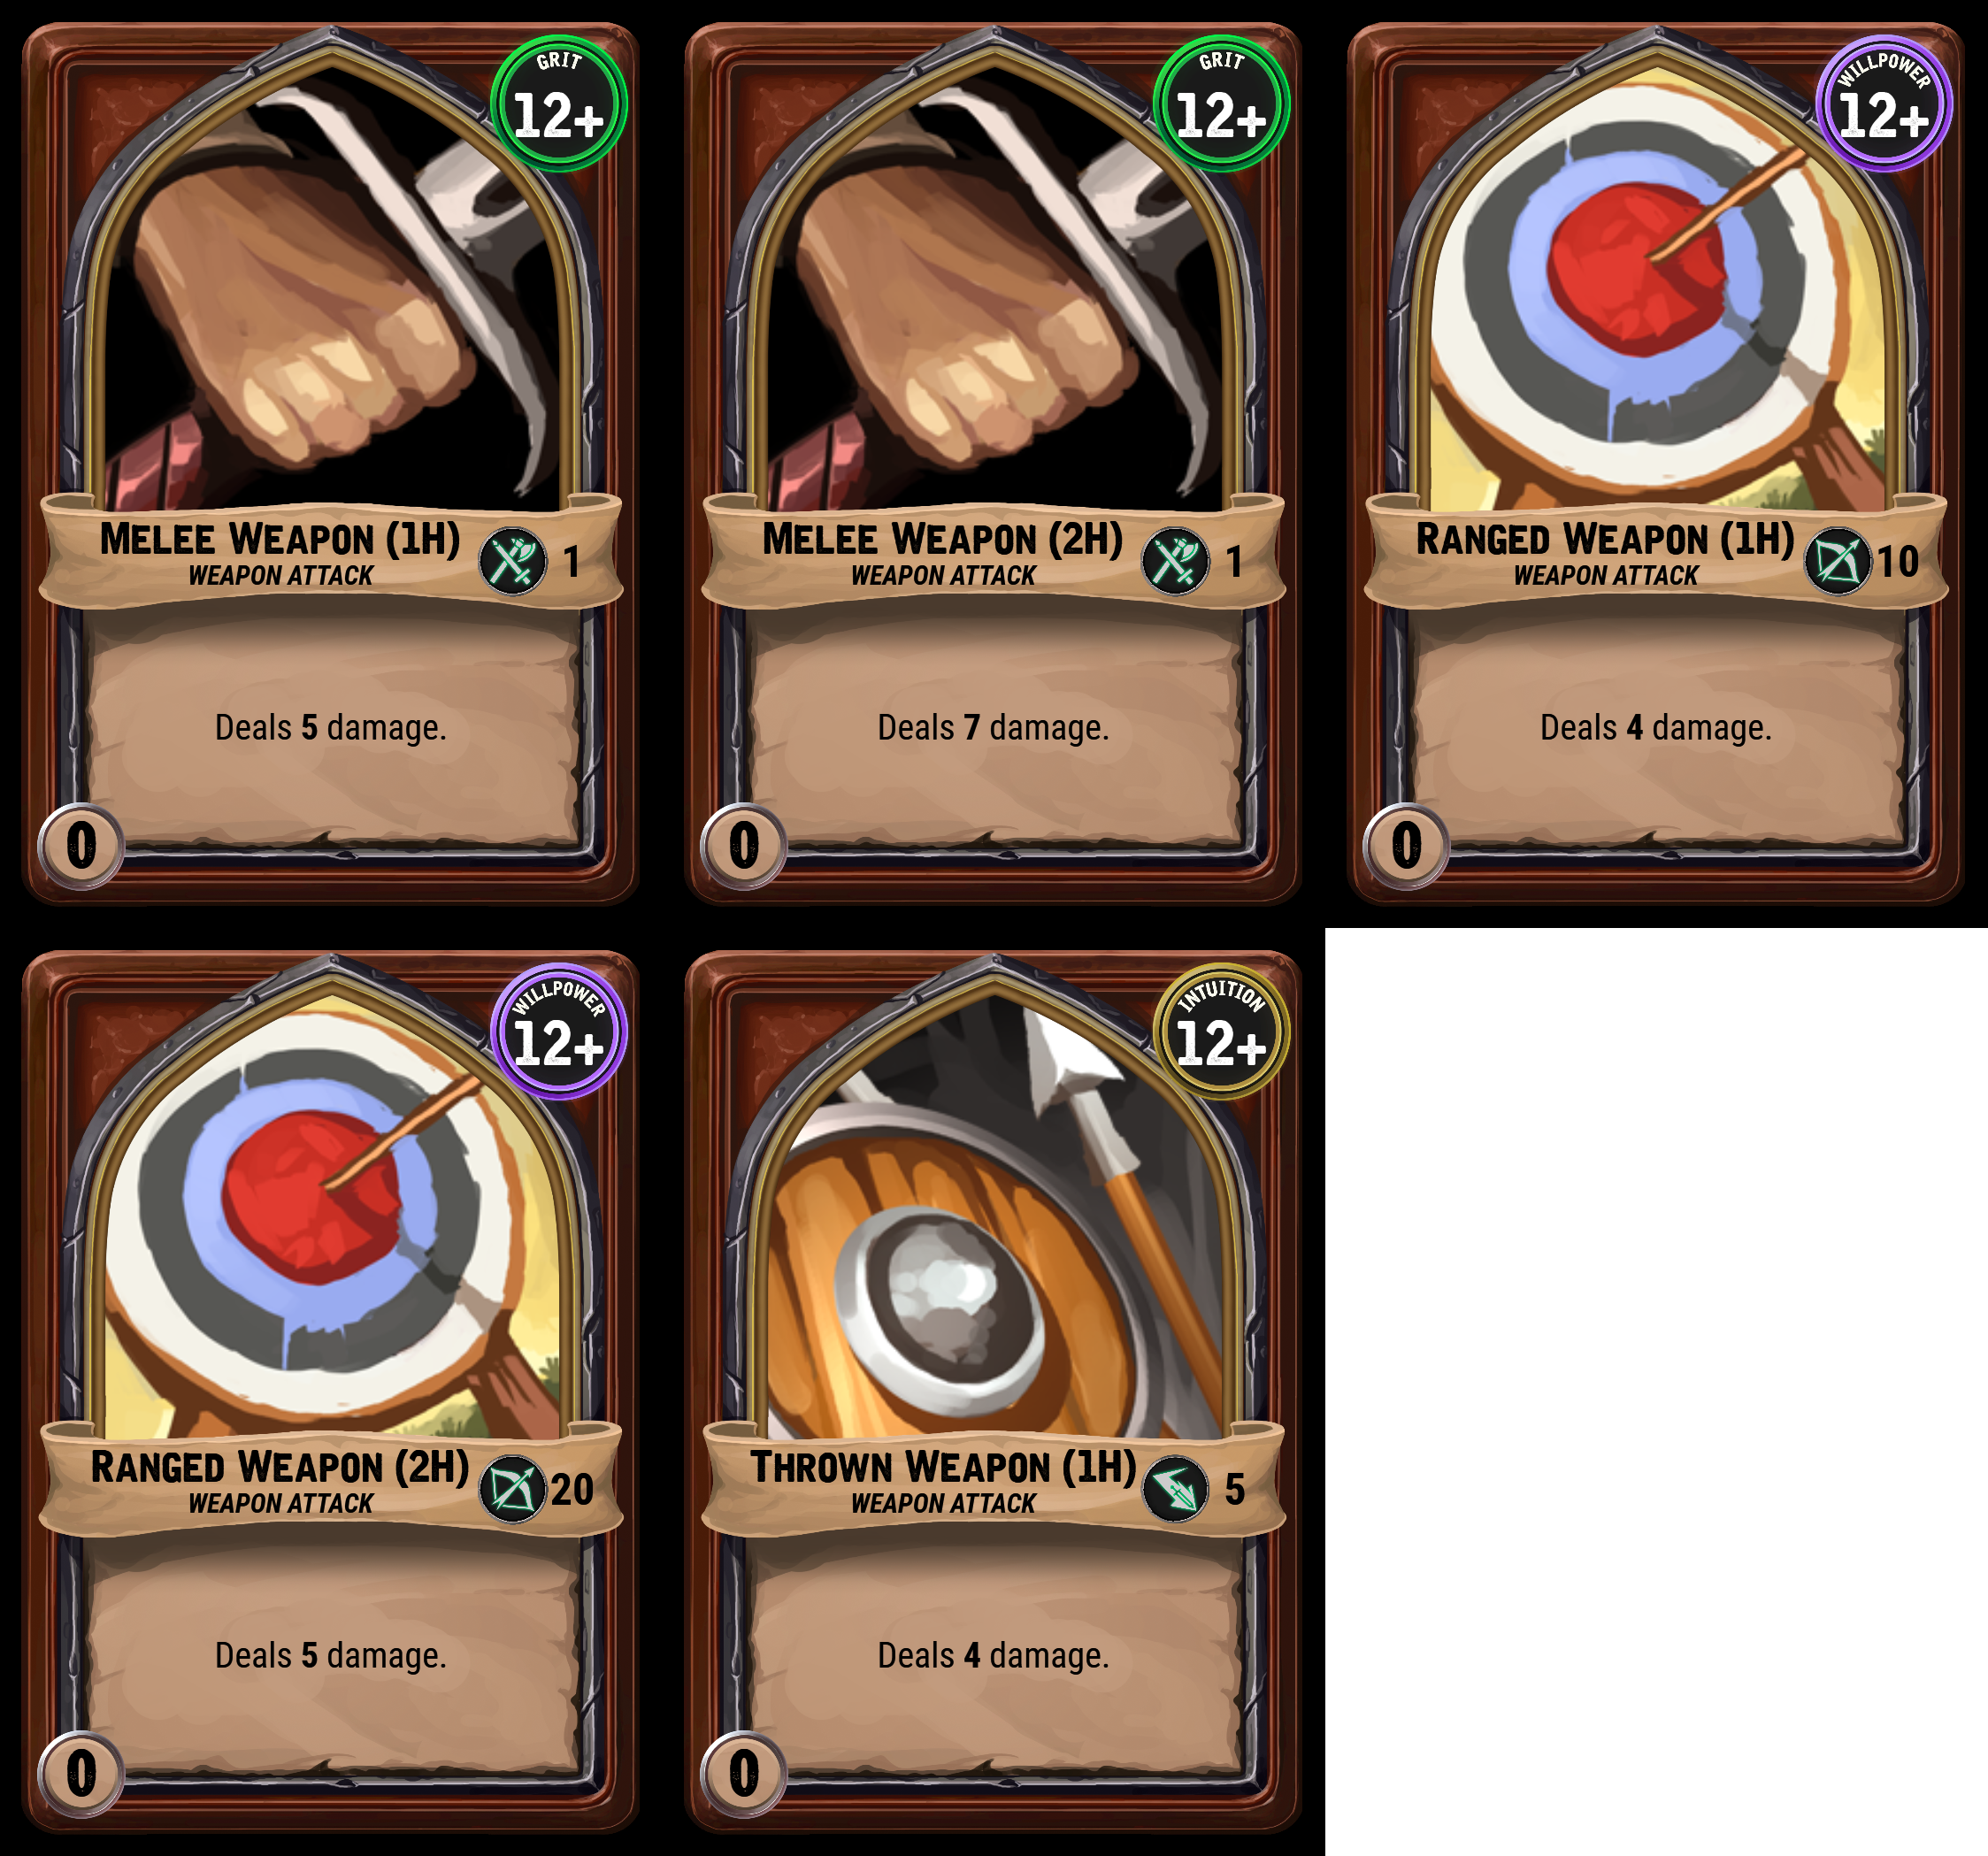 GRIT
12+
MELEE WEAPON (1H)
WEAPON ATTACK
1
Deals 5 damage.
0
GRIT
12+
MELEE WEAPON (2H)
WEAPON ATTACK
1
Deals 7 damage.
0
WILLPOWER
12+
RANGED WEAPON (1H)
WEAPON ATTACK
10
Deals 4 damage.
0
WILLPOWER
12+
RANGED WEAPON (2H)
WEAPON ATTACK
20
Deals 5 damage.
0
INTUITION
12+
THROWN WEAPON (1H)
WEAPON ATTACK
5
Deals 4 damage.
0